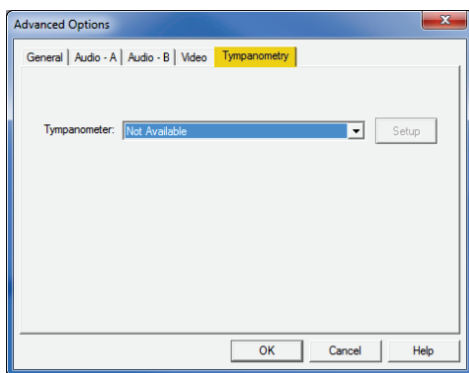 Advanced Options
General Audio - A Audio - B Video Tympanometry
Tympanometer: Not Available Setup
OK Cancel Help